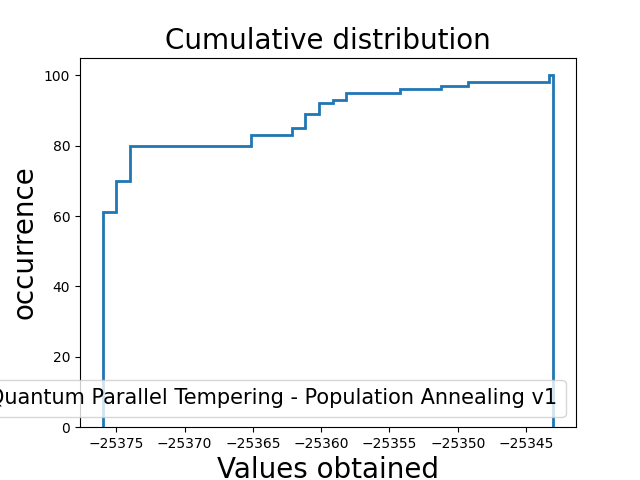 Cumulative distribution
occurrence
100
80
60
40
20
0
Parallel Tempering - Population Annealing v1
−25375 −25370 −25365 −25360 −25355 −25350 −25345
Values obtained